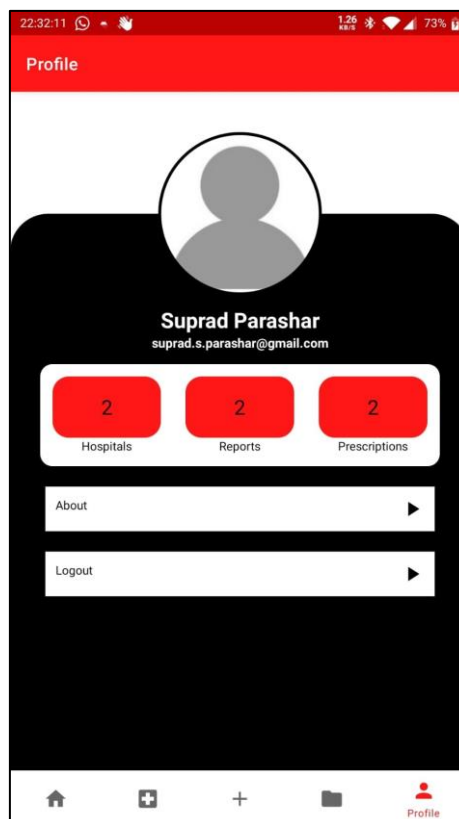 22:32:11 1.26 KB/S 73%
Profile
Suprad Parashar
suprad.s.parashar@gmail.com
2 2 2
Hospitals Reports Prescriptions
About
Logout
Profile